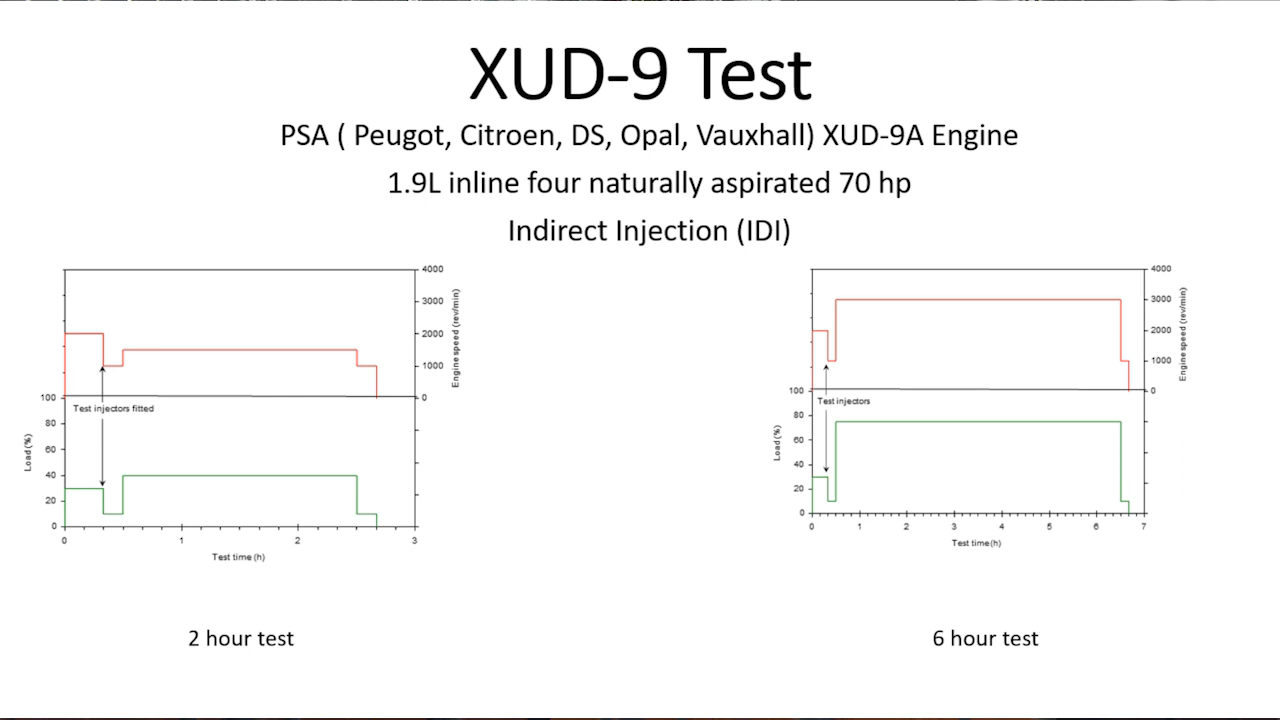 XUD-9 Test
PSA ( Peugot, Citroen, DS, Opal, Vauxhall) XUD-9A Engine
1.9L inline four naturally aspirated 70 hp
Indirect Injection (IDI)
4000
3000
2000
1000
0
Engine speed (rev/min)
100
80
60
40
20
0
Load (%)
Test injectors fitted
0 1 2 3
Test time (h)
4000
3000
2000
1000
0
Engine speed (rev/min)
100
80
60
40
20
0
Load (%)
Test injectors
0 1 2 3 4 5 6 7
Test time (h)
2 hour test
6 hour test